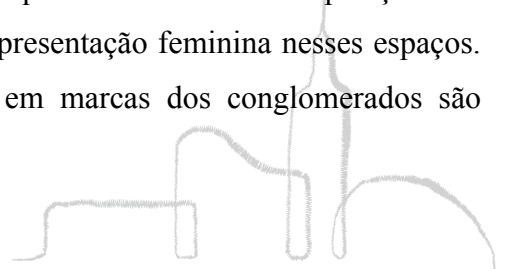 presentação feminina nesses espaços.
em marcas dos conglomerados são